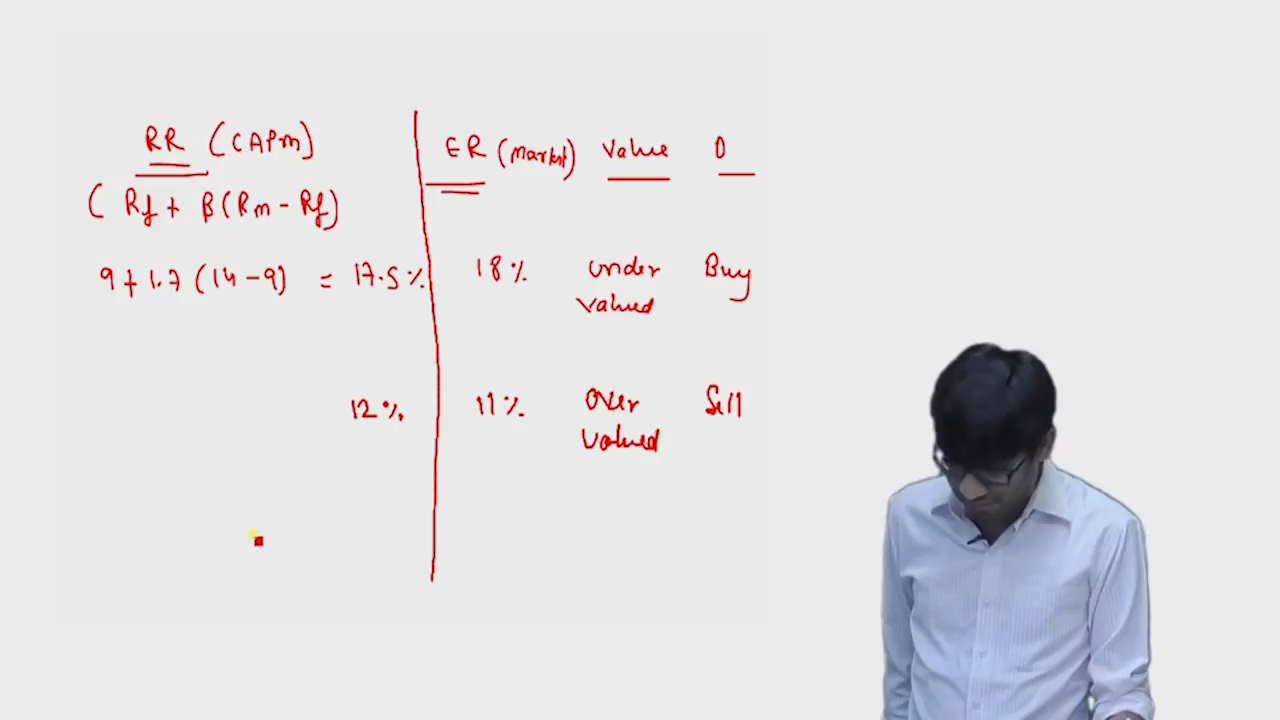 RR (CAPM) ER (Market) Value D
( Rf + β(Rm - Rf)
9 + 1.7 (14 - 9) = 17.5% 18% under valued Buy
12% 11% Over valued Sell